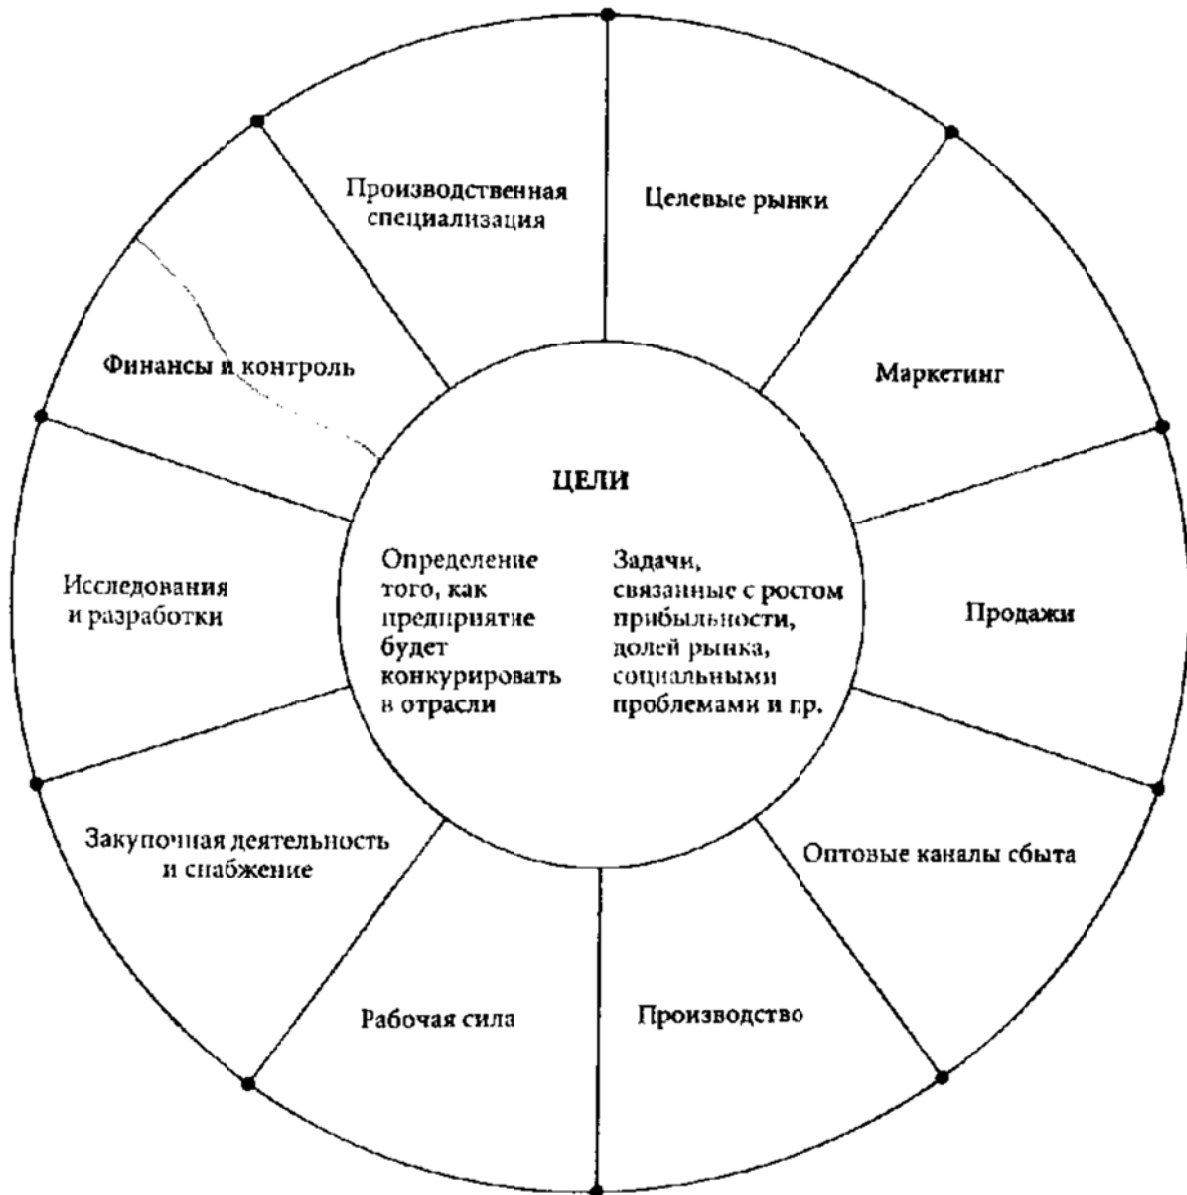 Производственная
специализация
Целевые рынки
Финансы и контроль
Маркетинг
ЦЕЛИ
Определение
того, как
предприятие
будет
конкурировать
в отрасли
Задачи,
связанные с ростом
прибыльности,
долей рынка,
социальными
проблемами и пр.
Исследования
и разработки
Продажи
Закупочная деятельность
и снабжение
Оптовые каналы сбыта
Рабочая сила
Производство